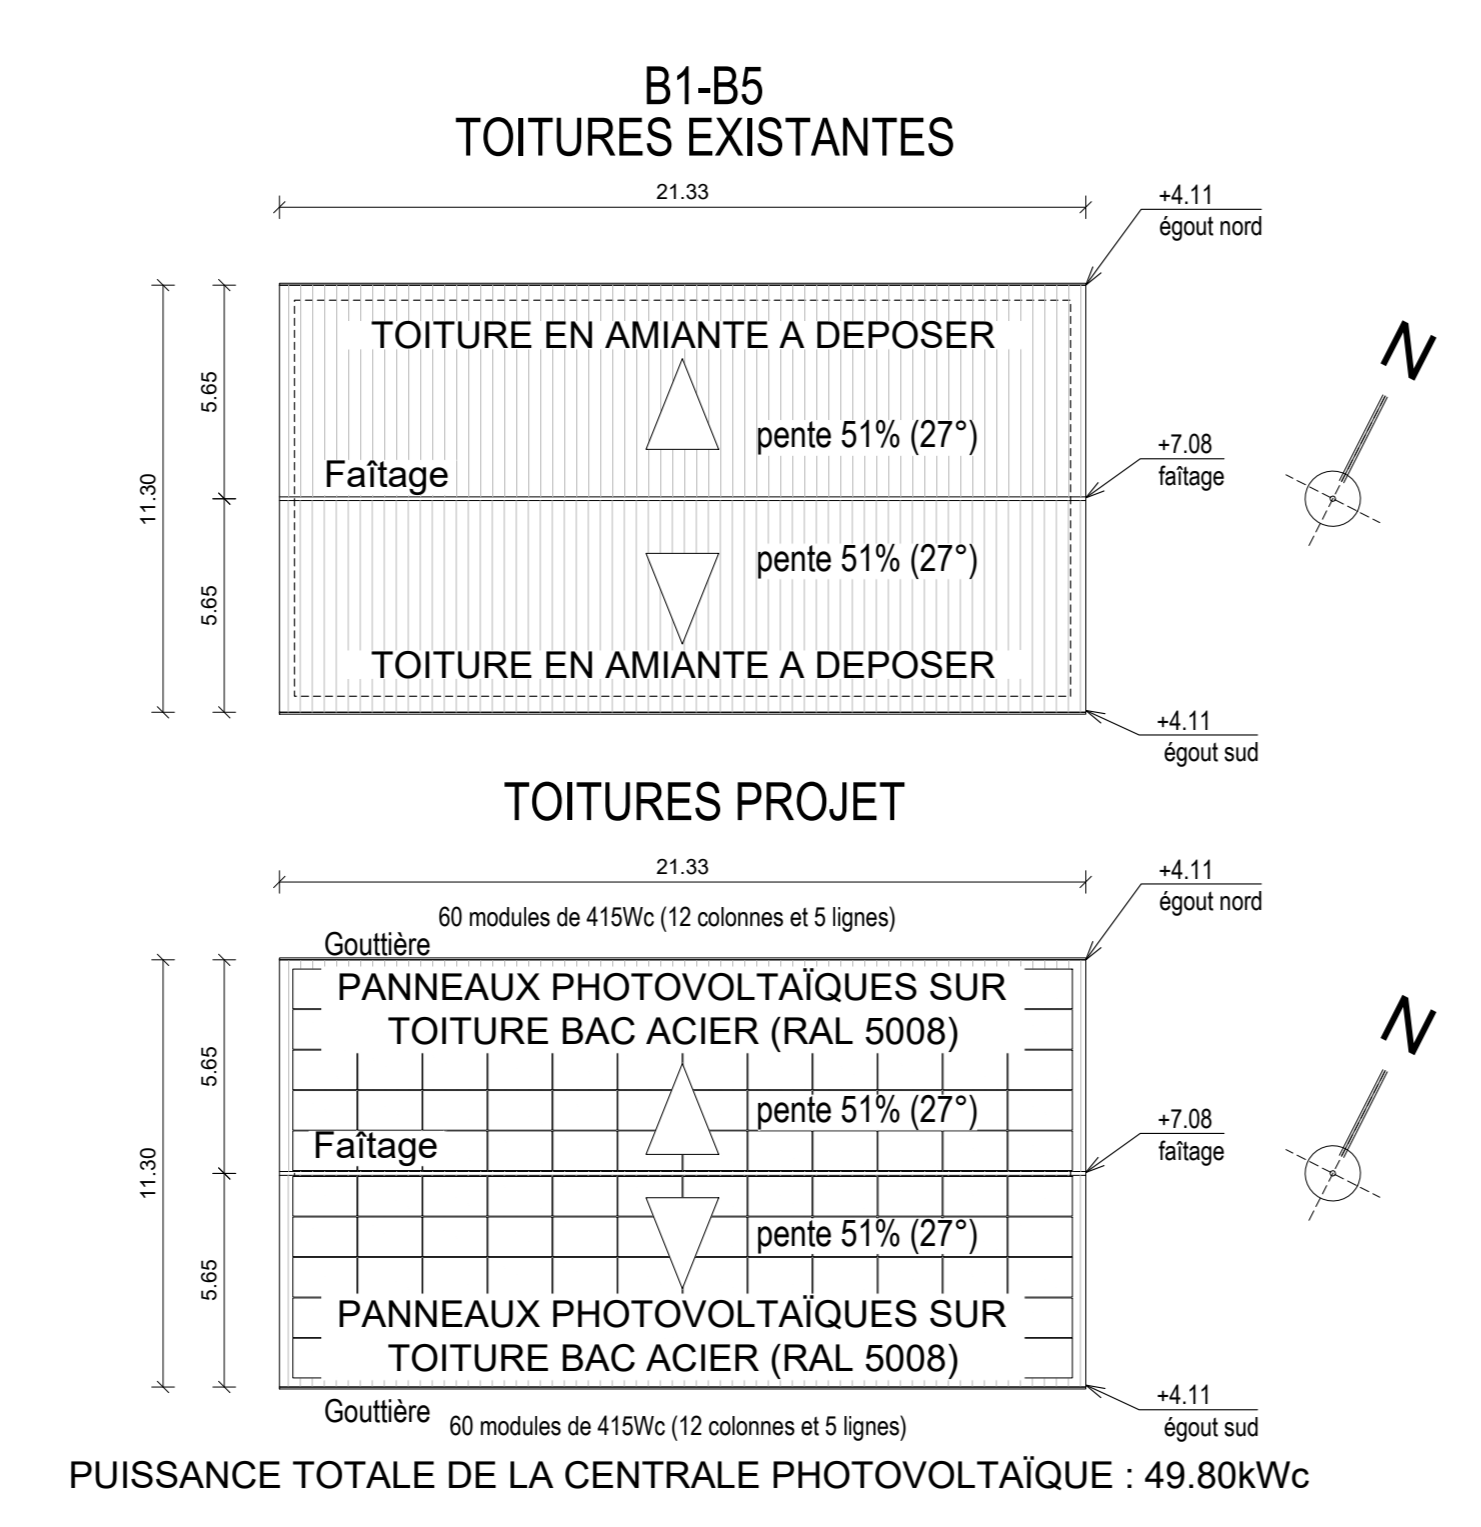 B1-B5
TOITURES EXISTANTES
21.33
+4.11
égout nord
TOITURE EN AMIANTE A DEPOSER
N
5.65
pente 51% (27°)
+7.08
faîtage
Faîtage
11.30
pente 51% (27°)
5.65
TOITURE EN AMIANTE A DEPOSER
+4.11
égout sud
TOITURES PROJET
21.33
+4.11
égout nord
60 modules de 415Wc (12 colonnes et 5 lignes)
Gouttière
PANNEAUX PHOTOVOLTAÏQUES SUR
TOITURE BAC ACIER (RAL 5008)
N
5.65
pente 51% (27°)
+7.08
faîtage
Faîtage
11.30
pente 51% (27°)
5.65
PANNEAUX PHOTOVOLTAÏQUES SUR
TOITURE BAC ACIER (RAL 5008)
+4.11
égout sud
Gouttière
60 modules de 415Wc (12 colonnes et 5 lignes)
PUISSANCE TOTALE DE LA CENTRALE PHOTOVOLTAÏQUE : 49.80kWc